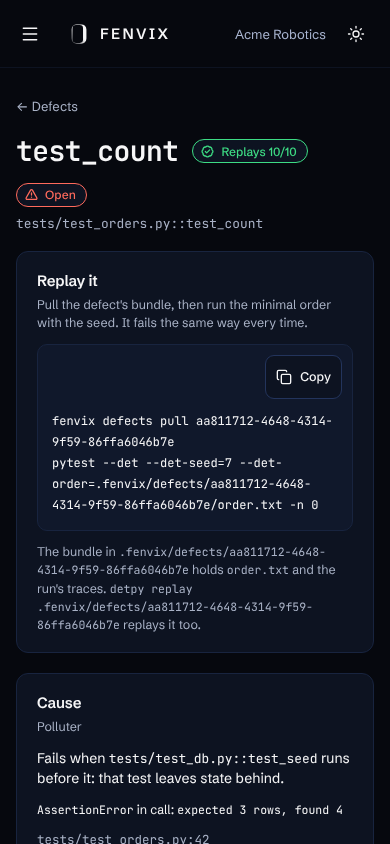 FENVIX
Acme Robotics
← Defects
test_count
Replays 10/10
Open
tests/test_orders.py::test_count
Replay it
Pull the defect's bundle, then run the minimal order
with the seed. It fails the same way every time.
Copy
fenvix defects pull aa811712-4648-4314-
9f59-86ffa6046b7e
pytest --det --det-seed=7 --det-
order=.fenvix/defects/aa811712-4648-
4314-9f59-86ffa6046b7e/order.txt -n 0
The bundle in .fenvix/defects/aa811712-4648-
4314-9f59-86ffa6046b7e holds order.txt and the
run's traces. detpy replay
.fenvix/defects/aa811712-4648-4314-9f59-
86ffa6046b7e replays it too.
Cause
Polluter
Fails when tests/test_db.py::test_seed runs
before it: that test leaves state behind.
AssertionError in call: expected 3 rows, found 4
tests/test_orders.py:42